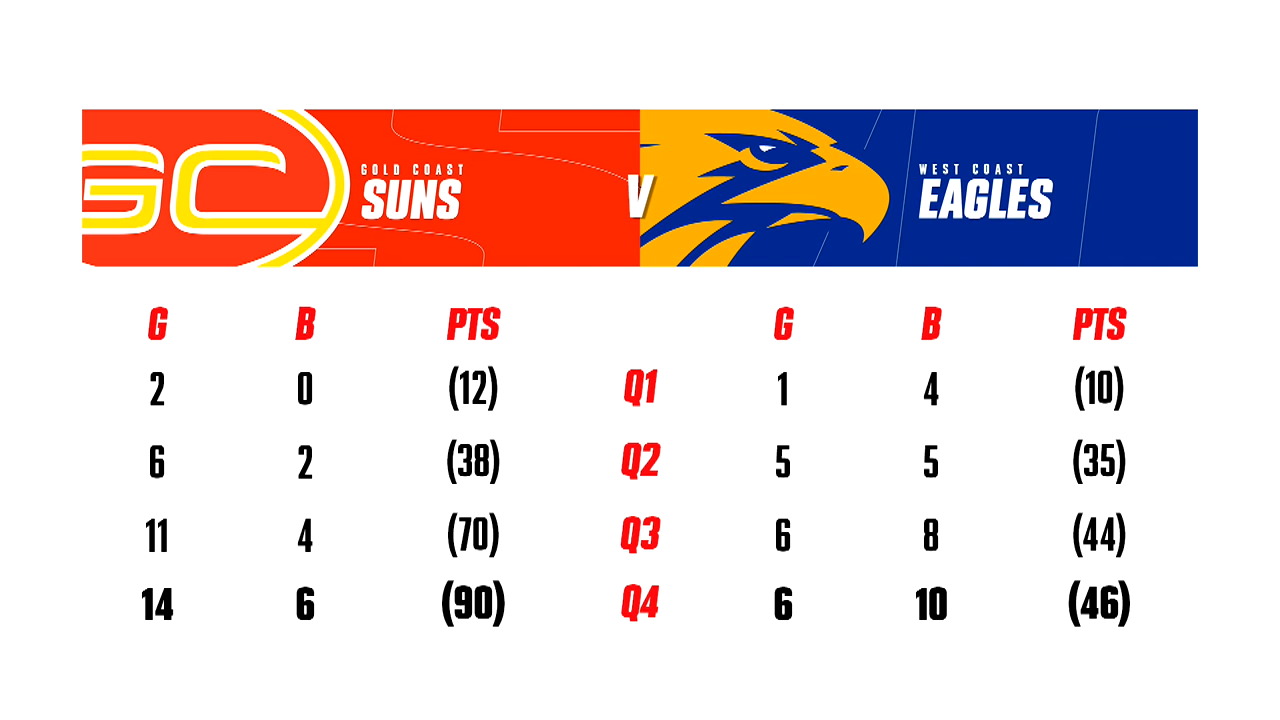 GC
GOLD COAST
SUNS
V
WEST COAST
EAGLES
G B PTS G B PTS
2 0 (12) Q1 1 4 (10)
6 2 (38) Q2 5 5 (35)
11 4 (70) Q3 6 8 (44)
14 6 (90) Q4 6 10 (46)